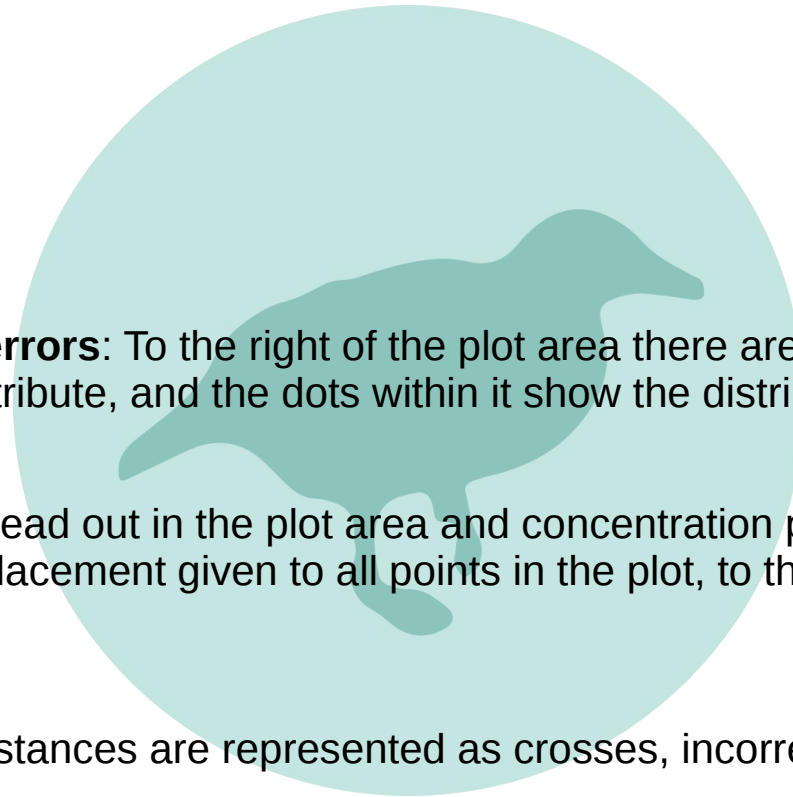 rrors: To the right of the plot area there are
ribute, and the dots within it show the distri
ead out in the plot area and concentration p
lacement given to all points in the plot, to th
stances are represented as crosses, incorre